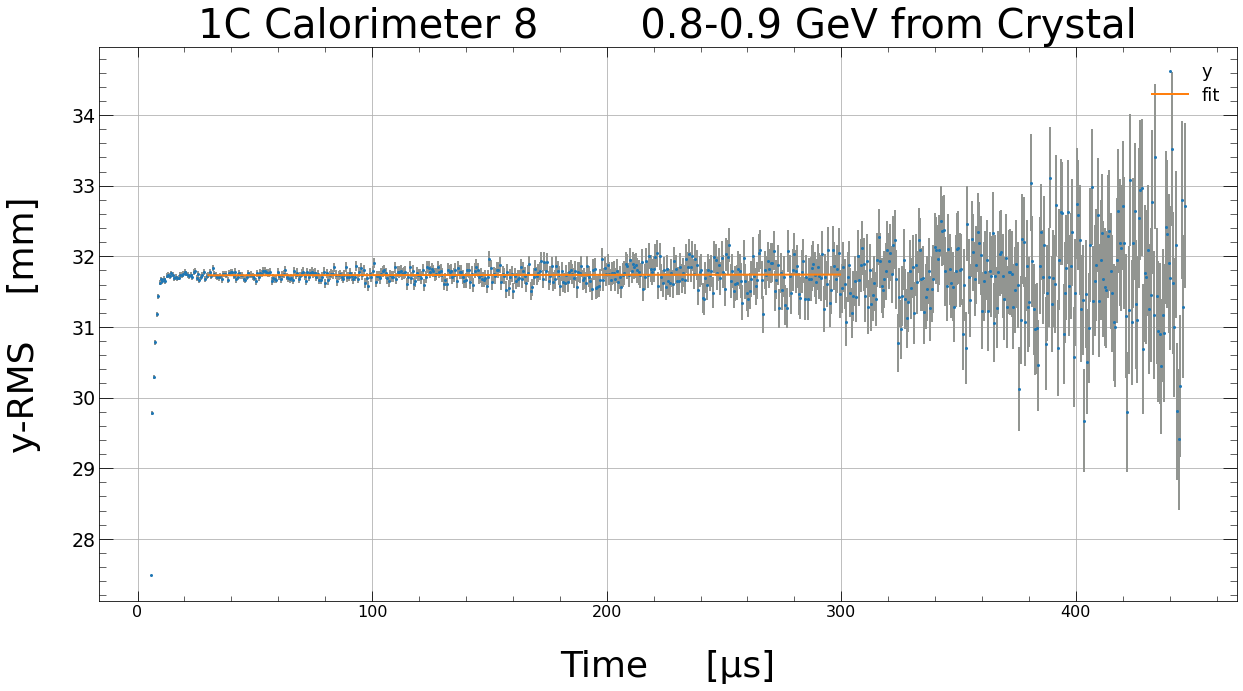 1C Calorimeter 8 0.8-0.9 GeV from Crystal
y
fit
34
33
32
31
30
29
28
y-RMS [mm]
0 100 200 300 400
Time [μs]